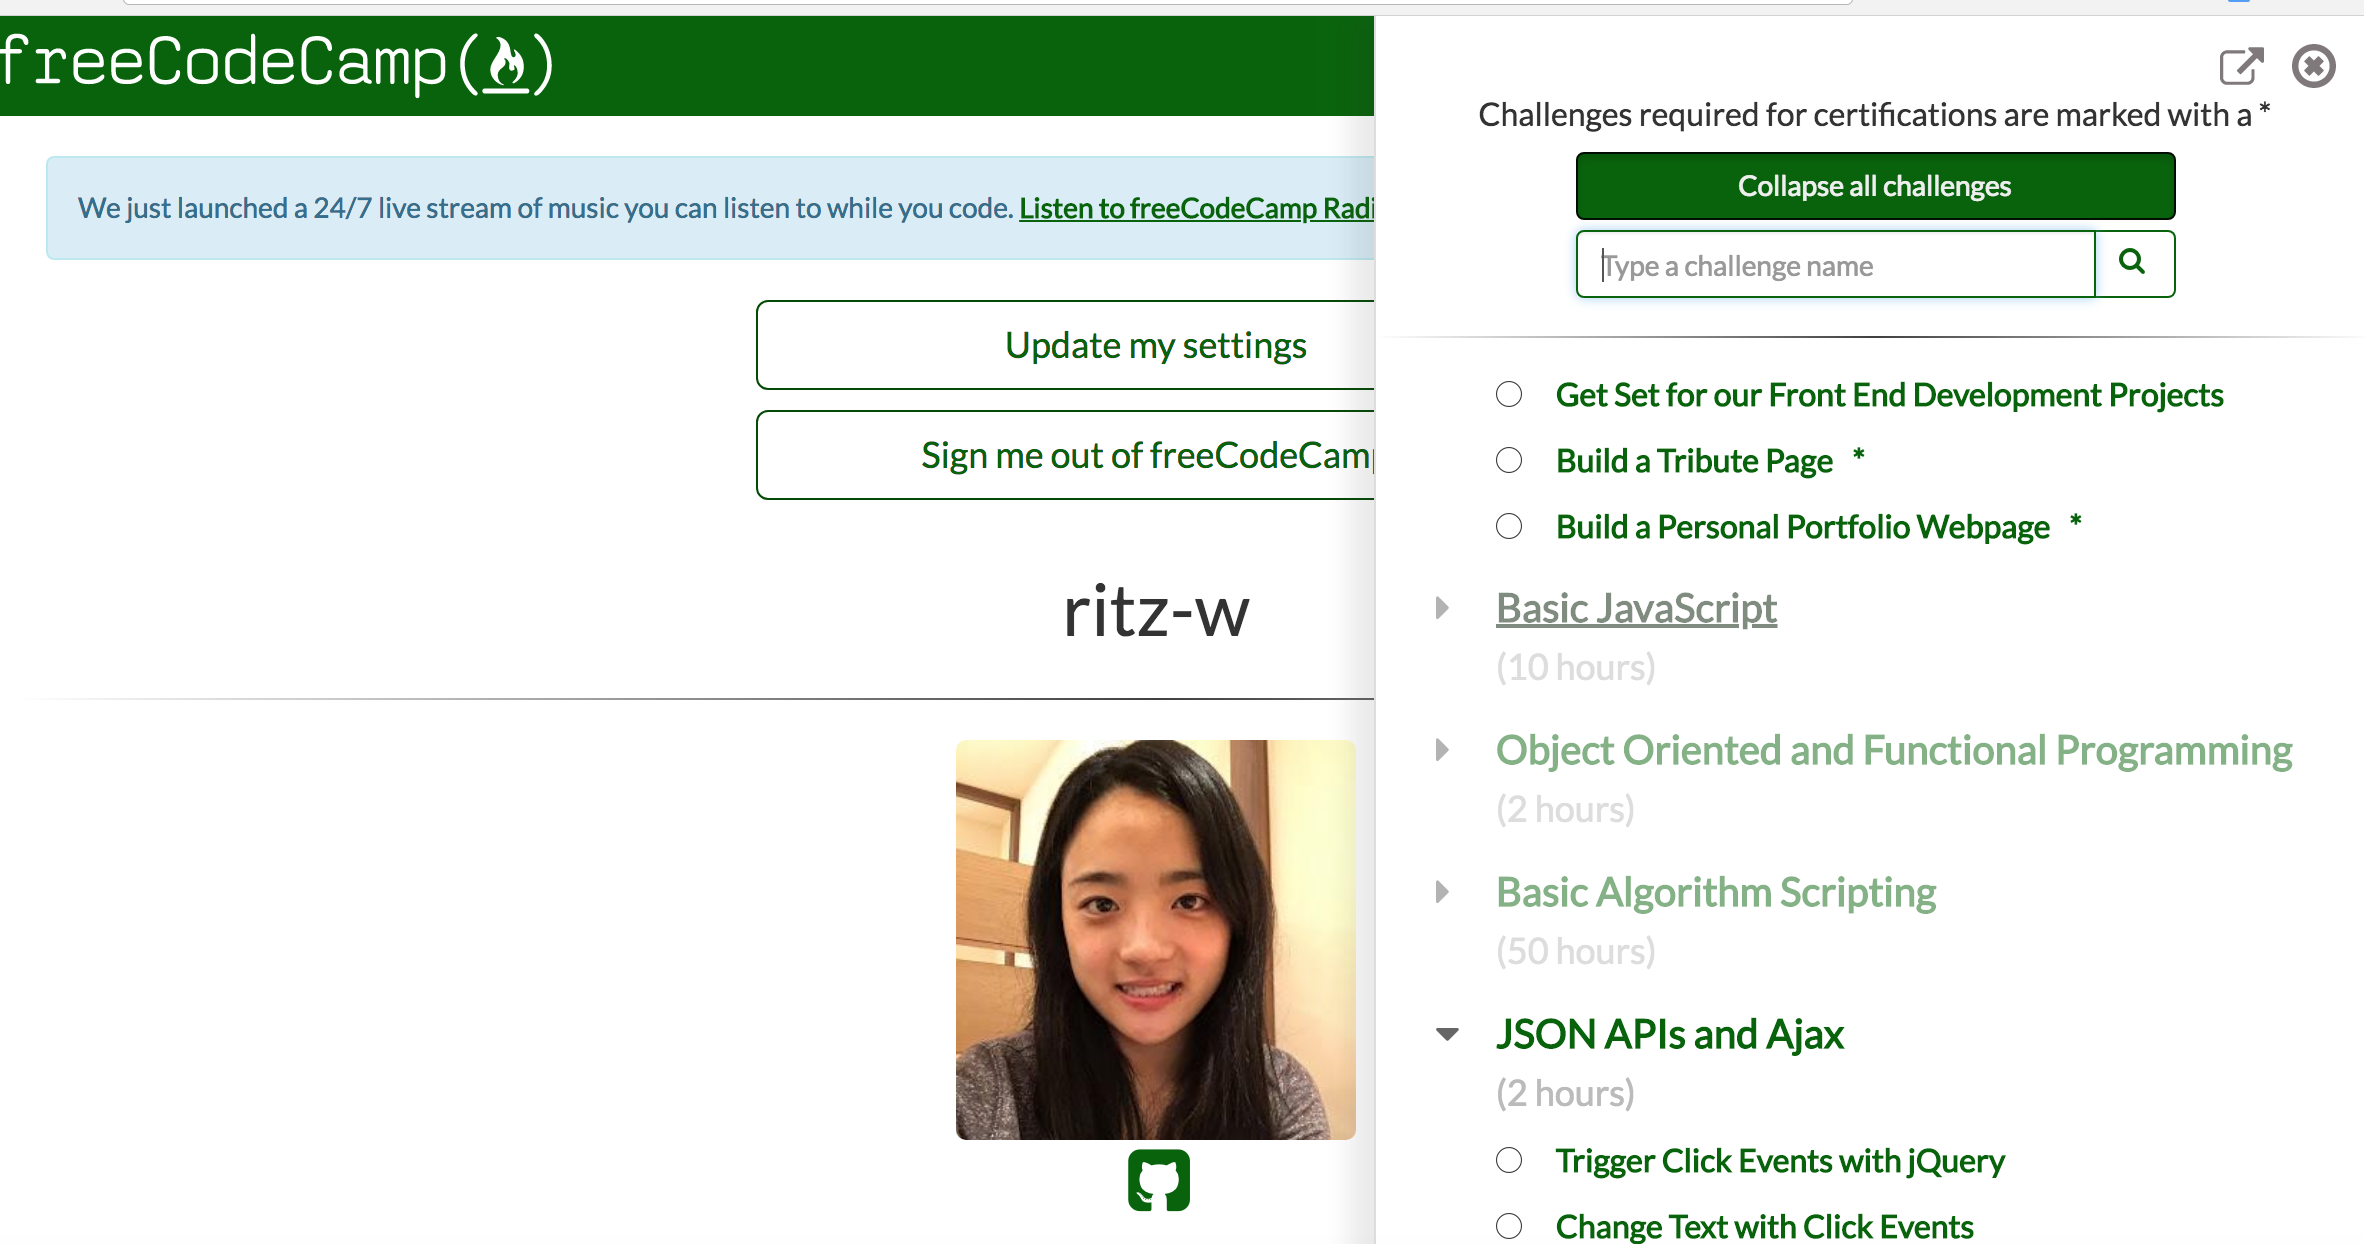 freeCodeCamp
We just launched a 24/7 live stream of music you can listen to while you code. Listen to freeCodeCamp Radi
Update my settings
Sign me out of freeCodeCamp
ritz-w
Challenges required for certifications are marked with a *
Collapse all challenges
Type a challenge name
Get Set for our Front End Development Projects
Build a Tribute Page *
Build a Personal Portfolio Webpage *
Basic JavaScript
(10 hours)
Object Oriented and Functional Programming
(2 hours)
Basic Algorithm Scripting
(50 hours)
JSON APIs and Ajax
(2 hours)
Trigger Click Events with jQuery
Change Text with Click Events